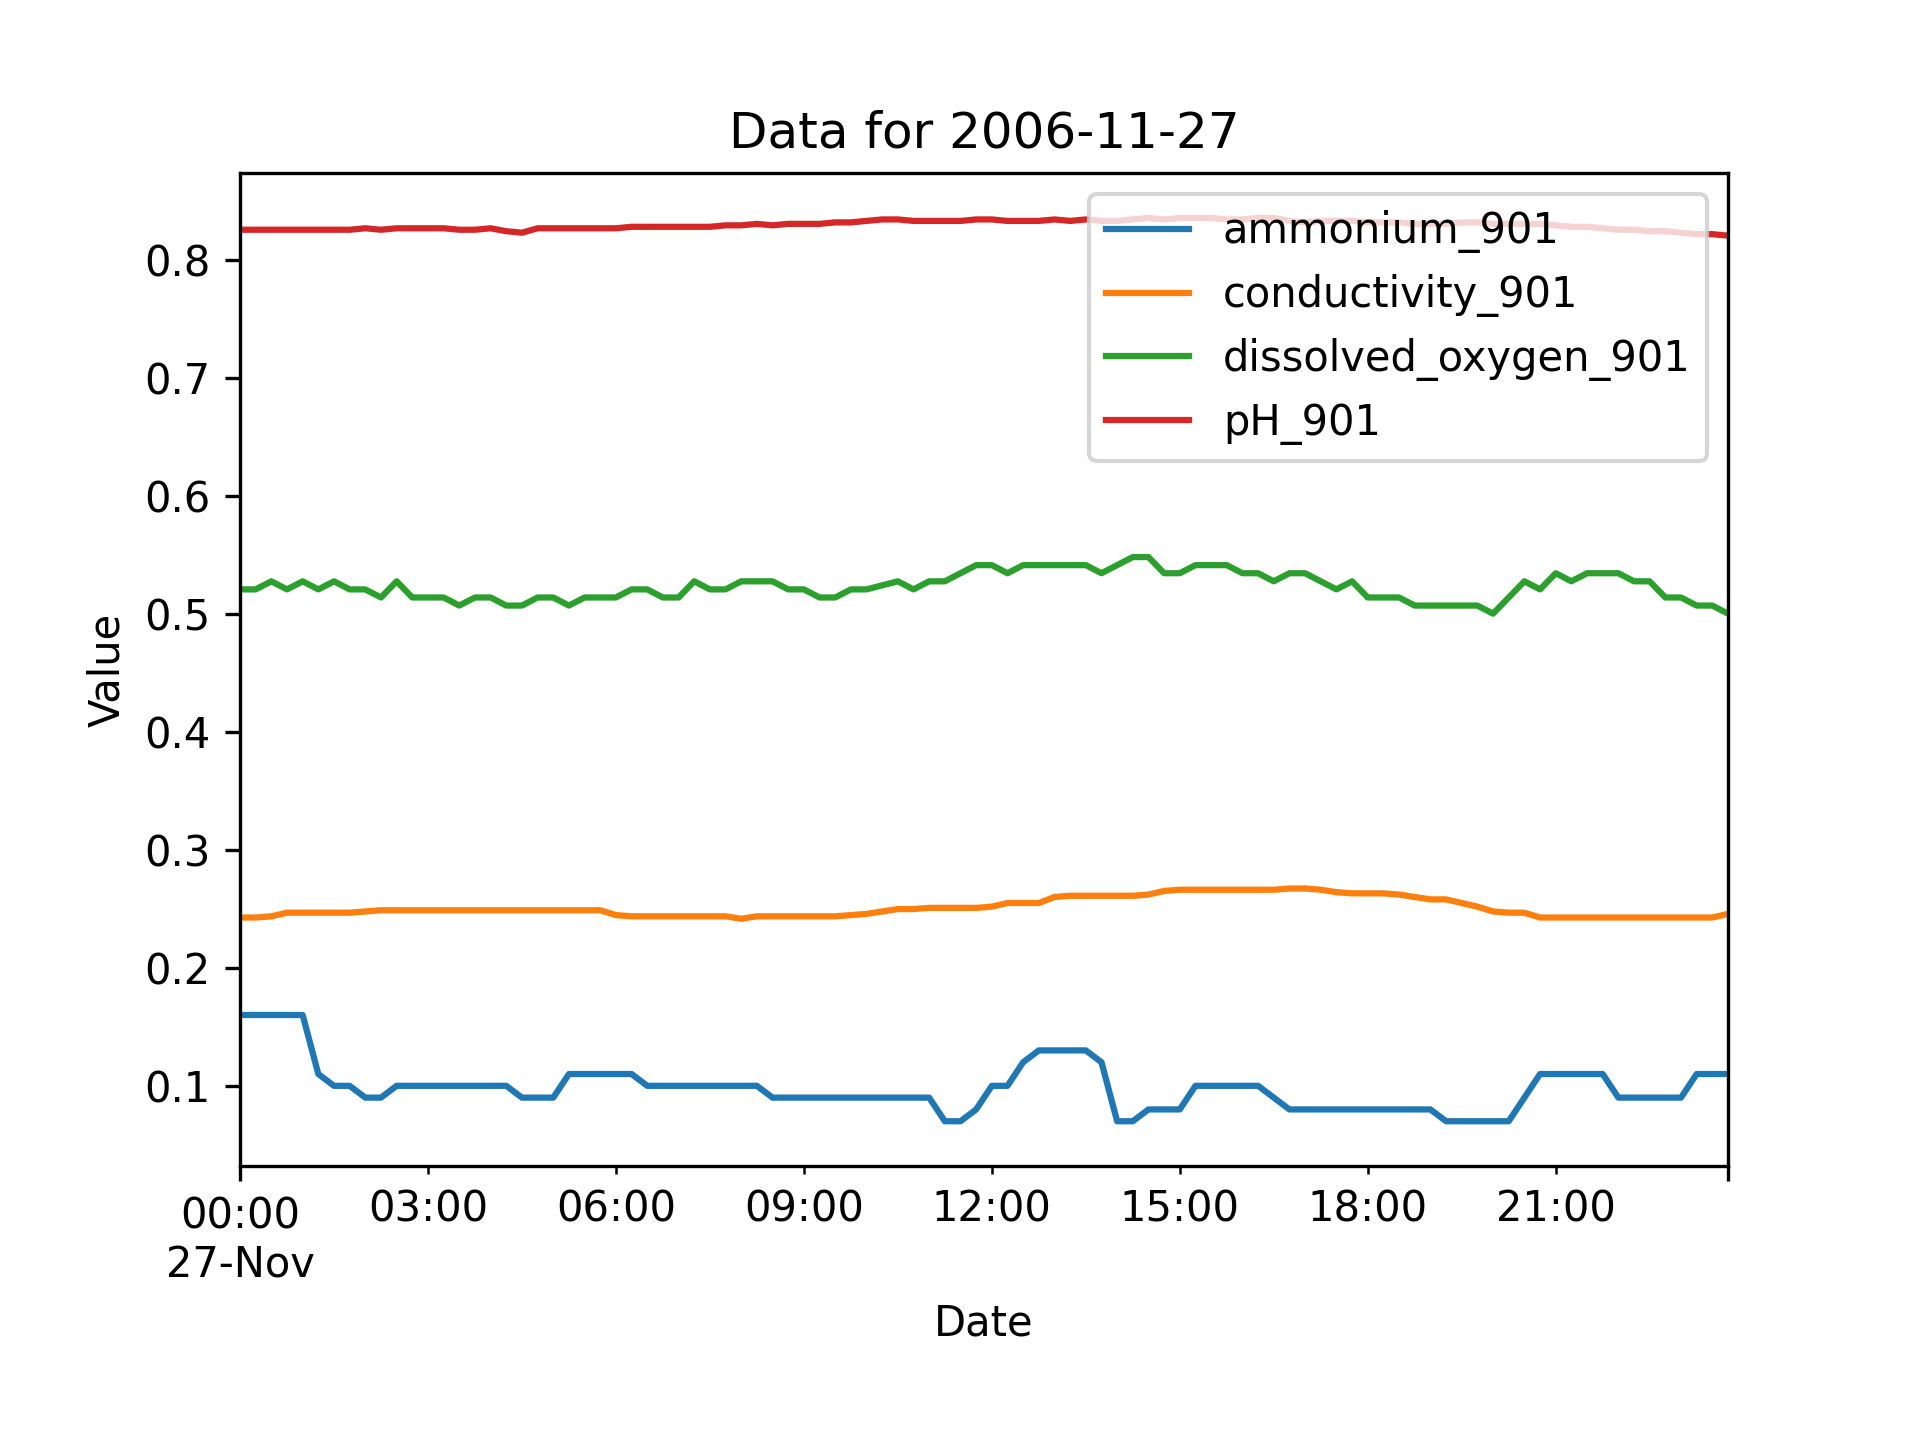 Data for 2006-11-27
ammonium_901
conductivity_901
dissolved_oxygen_901
pH_901
0.8
0.7
0.6
0.5
0.4
0.3
0.2
0.1
Value
00:00 03:00 06:00 09:00 12:00 15:00 18:00 21:00
27-Nov
Date